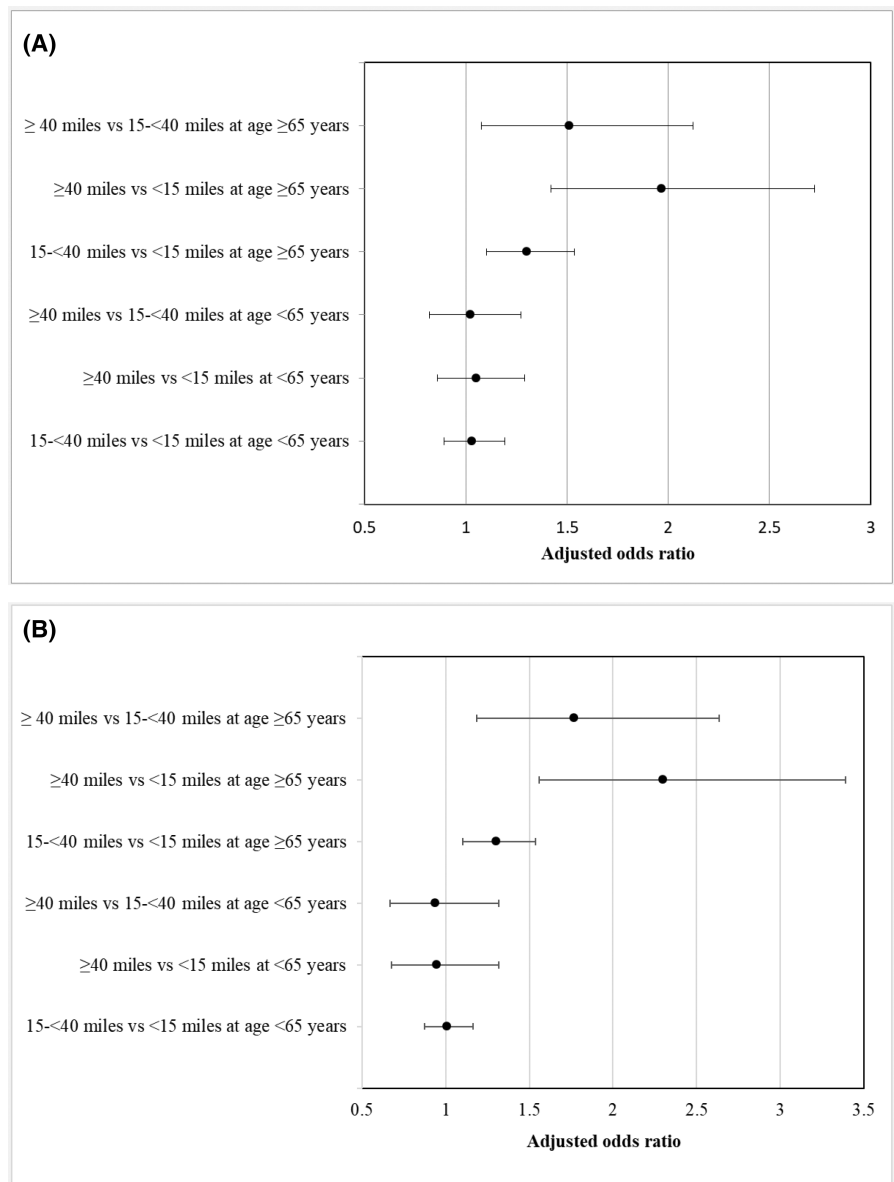 (A)
≥ 40 miles vs 15-<40 miles at age ≥65 years
≥40 miles vs <15 miles at age ≥65 years
15-<40 miles vs <15 miles at age ≥65 years
≥40 miles vs 15-<40 miles at age <65 years
≥40 miles vs <15 miles at <65 years
15-<40 miles vs <15 miles at age <65 years
0.5 1 1.5 2 2.5 3
Adjusted odds ratio
(B)
≥ 40 miles vs 15-<40 miles at age ≥65 years
≥40 miles vs <15 miles at age ≥65 years
15-<40 miles vs <15 miles at age ≥65 years
≥40 miles vs 15-<40 miles at age <65 years
≥40 miles vs <15 miles at <65 years
15-<40 miles vs <15 miles at age <65 years
0.5 1 1.5 2 2.5 3 3.5
Adjusted odds ratio